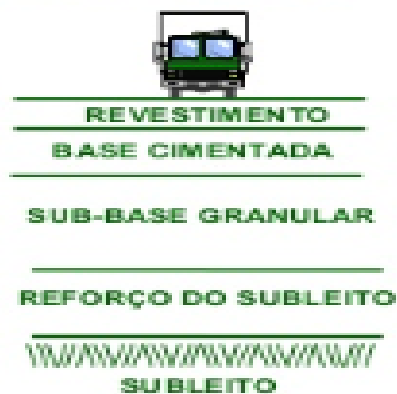 REVESTIMENTO
BASE CIMENTADA
SUB-BASE GRANULAR
REFORÇO DO SUBLEITO
SUBLEITO